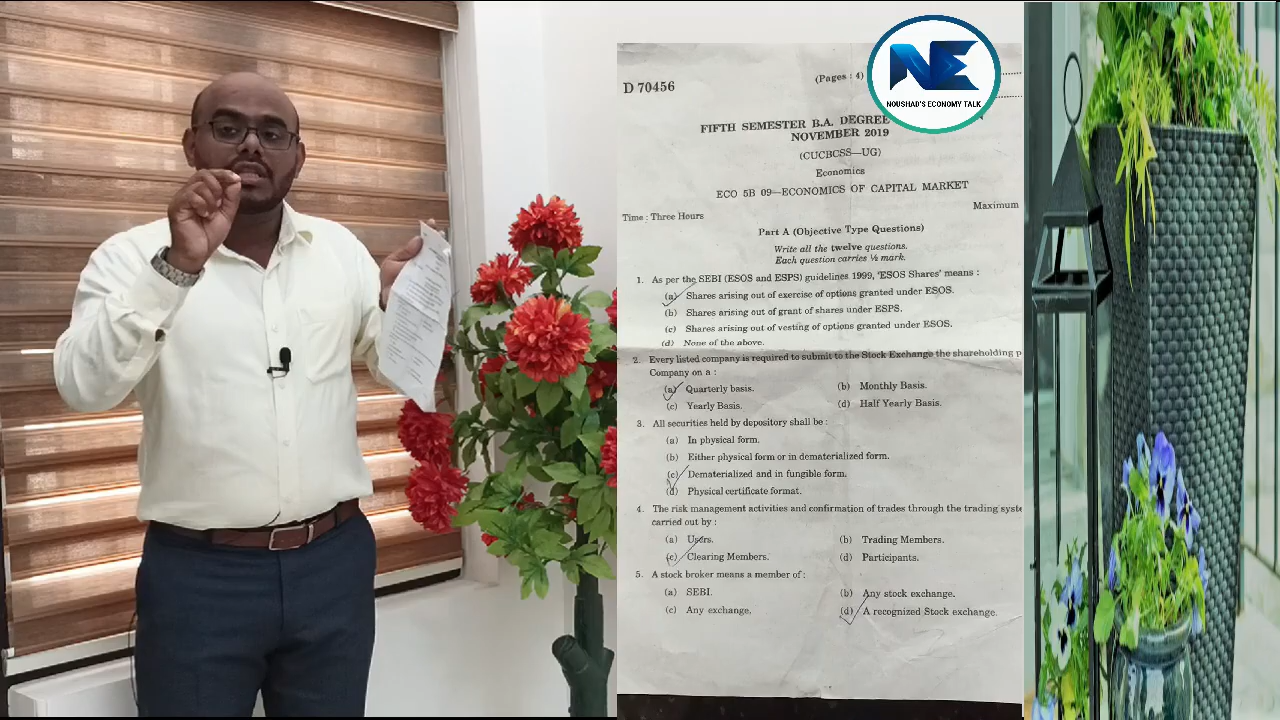 NE
NOUSHAD'S ECONOMY TALK
D 70456
(Pages : 4)
FIFTH SEMESTER B.A. DEGREE
NOVEMBER 2019
(CUCBCSS—UG)
Economics
ECO 5B 09—ECONOMICS OF CAPITAL MARKET
Time : Three Hours
Maximum
Part A (Objective Type Questions)
Write all the twelve questions.
Each question carries ½ mark.
1. As per the SEBI (ESOS and ESPS) guidelines 1999, 'ESOS Shares' means :
(a) Shares arising out of exercise of options granted under ESOS.
(b) Shares arising out of grant of shares under ESPS.
(c) Shares arising out of vesting of options granted under ESOS.
(d) None of the above.
2. Every listed company is required to submit to the Stock Exchange the shareholding p
Company on a :
(a) Quarterly basis. (b) Monthly Basis.
(c) Yearly Basis. (d) Half Yearly Basis.
3. All securities held by depository shall be :
(a) In physical form.
(b) Either physical form or in dematerialized form.
(c) Dematerialized and in fungible form.
(d) Physical certificate format.
4. The risk management activities and confirmation of trades through the trading syste
carried out by :
(a) Users. (b) Trading Members.
(c) Clearing Members. (d) Participants.
5. A stock broker means a member of :
(a) SEBI. (b) Any stock exchange.
(c) Any exchange. (d) A recognized Stock exchange.